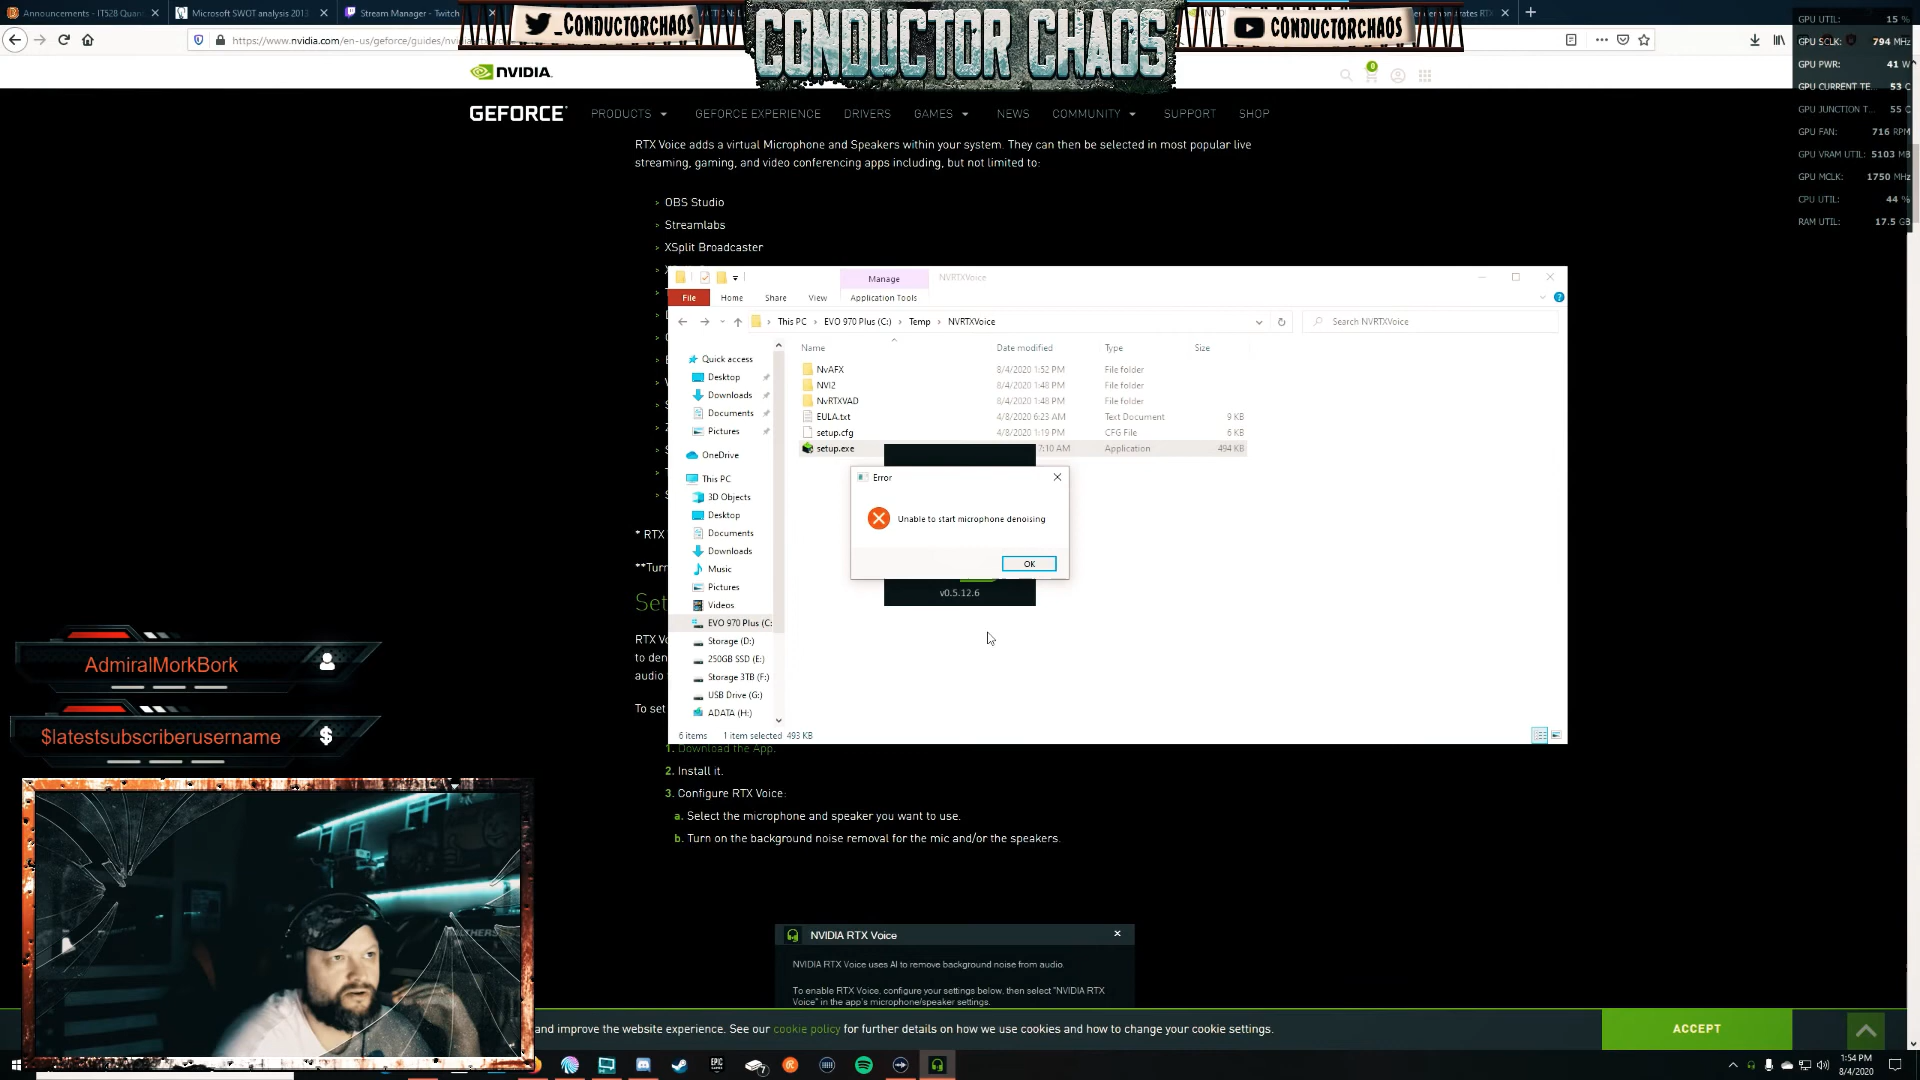 Announcements - IT528 Quan
Microsoft SWOT analysis 2013
Stream Manager - Twitch
_CONDUCTORCHAOS
CONDUCTOR CHAOS
CONDUCTORCHAOS
https://www.nvidia.com/en-us/geforce/guides/nvi
NVIDIA.
0
GPU UTIL: 15 %
GPU SCLK: 794 MHz
GPU PWR: 41 W
GPU CURRENT TE... 53 C
GPU JUNCTION T... 55 C
GPU FAN: 716 RPM
GPU VRAM UTIL: 5103 MB
GPU MCLK: 1750 MHz
CPU UTIL: 44 %
RAM UTIL: 17.5 GB
GEFORCE PRODUCTS GEFORCE EXPERIENCE DRIVERS GAMES NEWS COMMUNITY SUPPORT SHOP
RTX Voice adds a virtual Microphone and Speakers within your system. They can then be selected in most popular live
streaming, gaming, and video conferencing apps including, but not limited to:
OBS Studio
Streamlabs
XSplit Broadcaster
Manage NVRTXVoice
File Home Share View Application Tools
This PC EVO 970 Plus (C:) Temp NVRTXVoice
Search NVRTXVoice
Name Date modified Type Size
NvAFX 8/4/2020 1:52 PM File folder
NVI2 8/4/2020 1:48 PM File folder
NvRTXVAD 8/4/2020 1:48 PM File folder
EULA.txt 4/8/2020 6:23 AM Text Document 9 KB
setup.cfg 4/8/2020 1:19 PM CFG File 6 KB
setup.exe 7:10 AM Application 494 KB
Quick access
Desktop
Downloads
Documents
Pictures
OneDrive
This PC
3D Objects
Desktop
Documents
Downloads
Music
Pictures
Videos
EVO 970 Plus (C:
Storage (D:)
250GB SSD (E:)
Storage 3TB (F:)
USB Drive (G:)
ADATA (H:)
6 items 1 item selected 493 KB
Error
Unable to start microphone denoising
OK
v0.5.12.6
* RTX
**Turn
Set
RTX Vo
to den
audio
To set
1. Download the App.
2. Install it.
3. Configure RTX Voice:
a. Select the microphone and speaker you want to use.
b. Turn on the background noise removal for the mic and/or the speakers.
NVIDIA RTX Voice
NVIDIA RTX Voice uses AI to remove background noise from audio.
To enable RTX Voice, configure your settings below, then select "NVIDIA RTX
Voice" in the app's microphone/speaker settings.
and improve the website experience. See our cookie policy for further details on how we use cookies and how to change your cookie settings.
ACCEPT
AdmiralMorkBork
$latestsubscriberusername
$
1:54 PM
8/4/2020